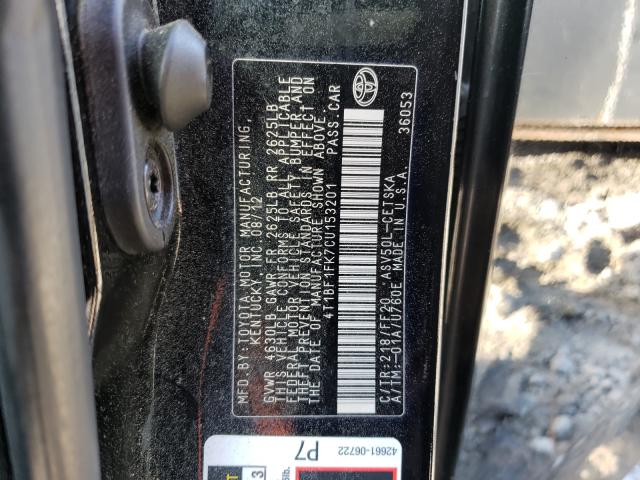 MFD.BY:TOYOTA MOTOR MANUFACTURING,
KENTUCKY, INC. 08/12
GVWR 4630LB GAWR-FR 2625LB RR 2625LB
THIS VEHICLE CONFORMS TO ALL APPLICABLE
FEDERAL MOTOR VEHICLE SAFETY, BUMPER, AND
THEFT PREVENTION STANDARDS IN EFFECT ON
THE DATE OF MANUFACTURE SHOWN ABOVE.
4T1BF1FK7CU153201 PASS.CAR
C/TR:218/FF20 ASV50L-CETSKA
A/TM:-01A/U760E MADE IN U.S.A.
36053
42661-06722
P7
3